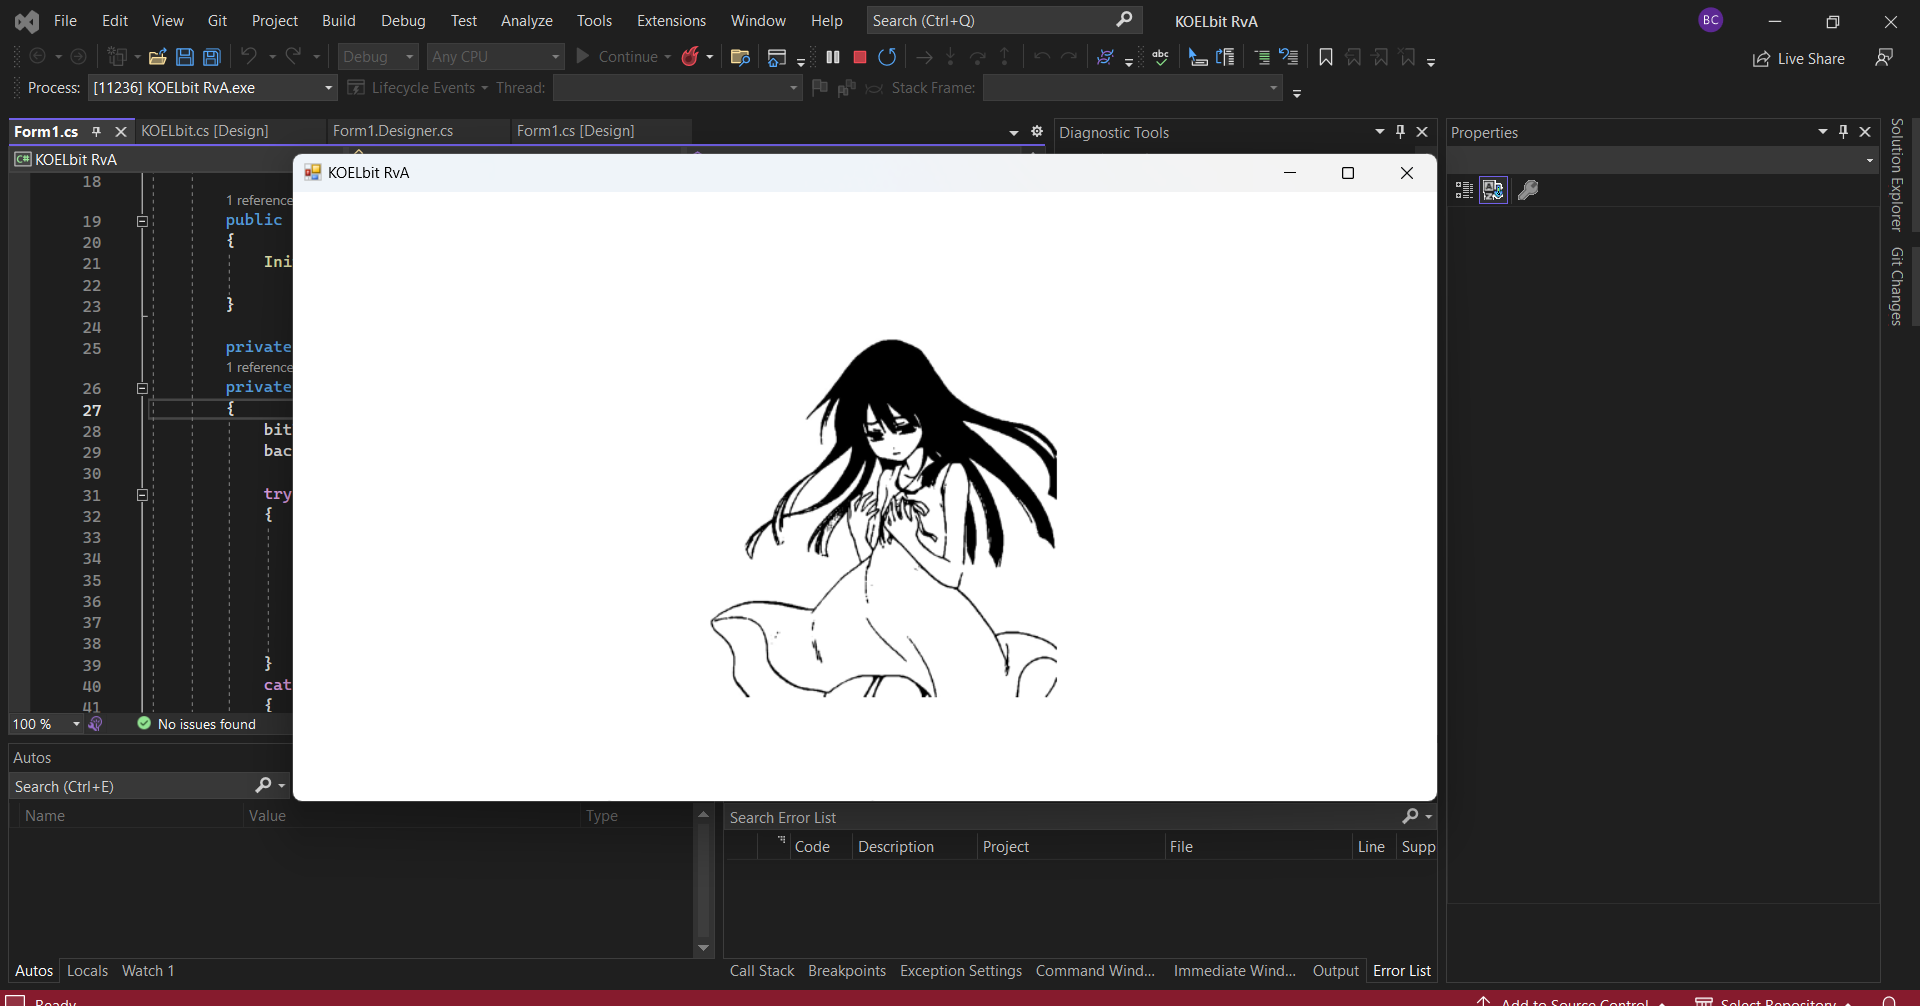 File Edit View Git Project Build Debug Test Analyze Tools Extensions Window Help Search (Ctrl+Q) KOELbit RvA BC
Debug Any CPU Continue abc Live Share
Process: [11236] KOELbit RvA.exe Lifecycle Events Thread: Stack Frame:
Form1.cs KOELbit.cs [Design] Form1.Designer.cs Form1.cs [Design] Diagnostic Tools Properties
C# KOELbit RvA
KOELbit RvA
18
1 reference
19 public
20 {
21 Ini
22
23 }
24
25 private
1 reference
26 private
27 {
28 bit
29 bac
30
31 try
32 {
33
34
35
36
37
38
39 }
40 cat
41 {
100 % No issues found
Solution Explorer
Git Changes
Autos
Search (Ctrl+E)
Name Value Type
Search Error List
Code Description Project File Line Supp
Autos Locals Watch 1
Call Stack Breakpoints Exception Settings Command Wind... Immediate Wind... Output Error List
Ready Add to Source Control Select Repository